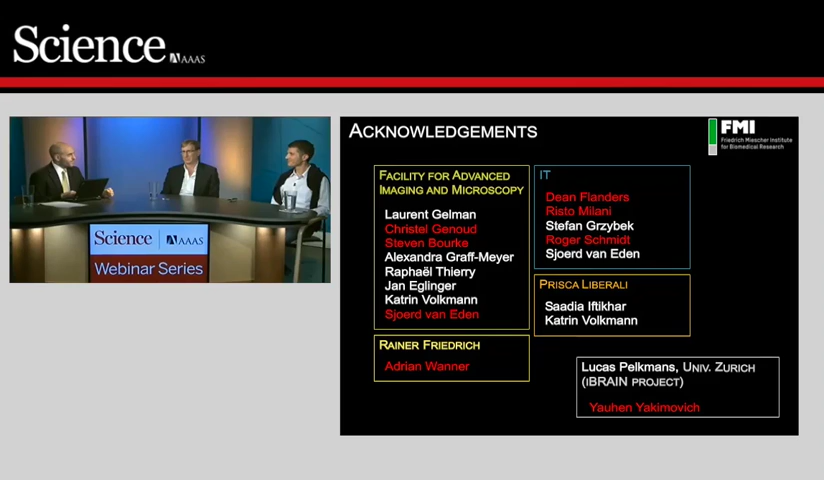 Science
AAAS
Science AAAS
Webinar Series
ACKNOWLEDGEMENTS
FMI
Friedrich Miescher Institute
for Biomedical Research
FACILITY FOR ADVANCED
IMAGING AND MICROSCOPY
Laurent Gelman
Christel Genoud
Steven Bourke
Alexandra Graff-Meyer
Raphaël Thierry
Jan Eglinger
Katrin Volkmann
Sjoerd van Eden
RAINER FRIEDRICH
Adrian Wanner
IT
Dean Flanders
Risto Milani
Stefan Grzybek
Roger Schmidt
Sjoerd van Eden
PRISCA LIBERALI
Saadia Iftikhar
Katrin Volkmann
Lucas Pelkmans, UNIV. ZURICH
(iBRAIN PROJECT)
Yauhen Yakimovich